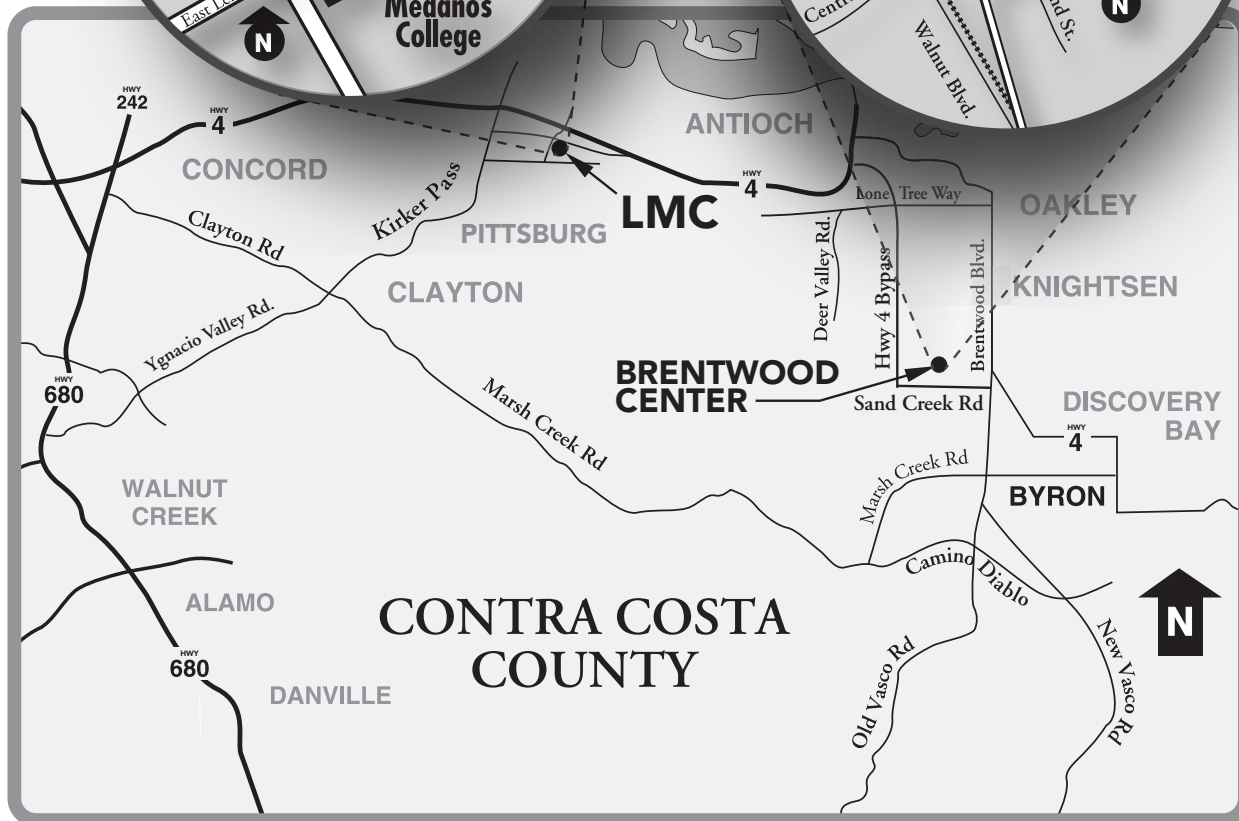 Medanos
College
N
Walnut Blvd.
St.
N
HWY
242
HWY
4
CONCORD
ANTIOCH
HWY
4
Kirker Pass
LMC
Lone Tree Way
OAKLEY
Clayton Rd
PITTSBURG
CLAYTON
Deer Valley Rd.
Hwy 4 Bypass
Brentwood Blvd.
KNIGHTSEN
Ygnacio Valley Rd.
HWY
680
BRENTWOOD
CENTER
Sand Creek Rd
Marsh Creek Rd
DISCOVERY
BAY
HWY
4
Marsh Creek Rd
BYRON
WALNUT
CREEK
Camino Diablo
ALAMO
CONTRA COSTA
COUNTY
N
HWY
680
DANVILLE
Old Vasco Rd
New Vasco Rd